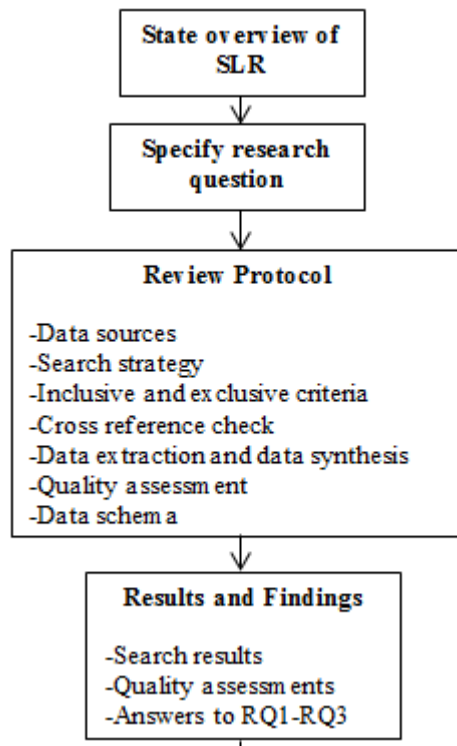 State overview of
SLR
Specify research
question
Review Protocol
-Data sources
-Search strategy
-Inclusive and exclusive criteria
-Cross reference check
-Data extraction and data synthesis
-Quality assessment
-Data schema
Results and Findings
-Search results
-Quality assessments
-Answers to RQ1-RQ3